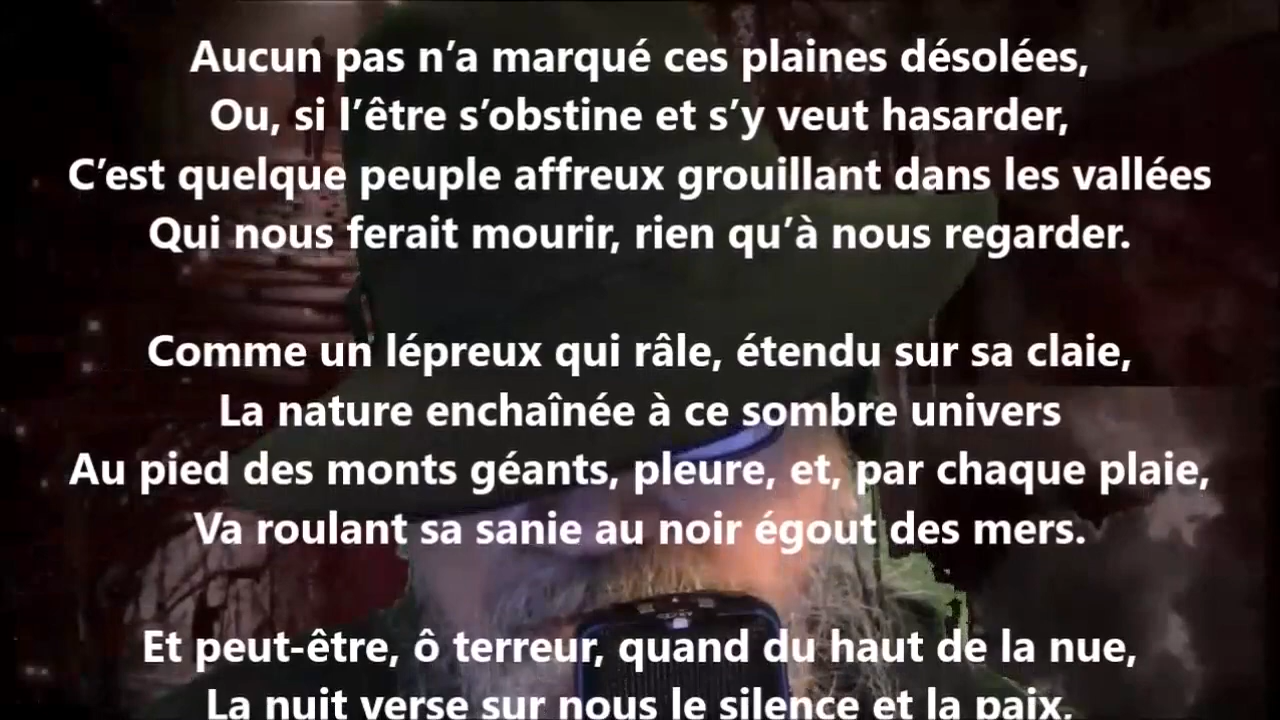 Aucun pas n’a marqué ces plaines désolées,
Ou, si l’être s’obstine et s’y veut hasarder,
C’est quelque peuple affreux grouillant dans les vallées
Qui nous ferait mourir, rien qu’à nous regarder.
Comme un lépreux qui râle, étendu sur sa claie,
La nature enchaînée à ce sombre univers
Au pied des monts géants, pleure, et, par chaque plaie,
Va roulant sa sanie au noir égout des mers.
Et peut-être, ô terreur, quand du haut de la nue,
La nuit verse sur nous le silence et la paix,